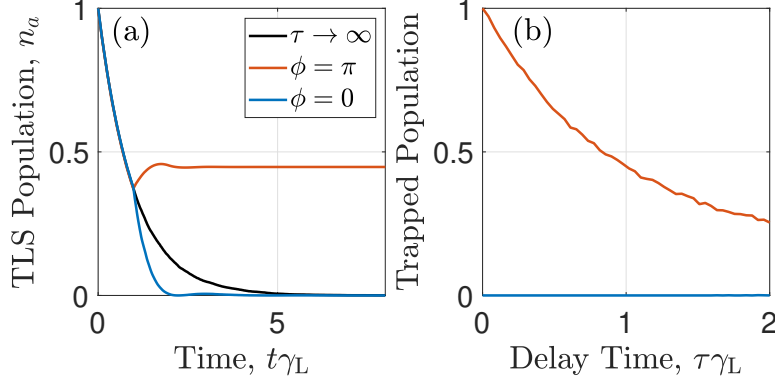 (a)
τ → ∞
ϕ = π
ϕ = 0
1
0.5
0
0
5
TLS Population, nₐ
Time, tγ_L
(b)
1
0.5
0
0
1
2
Trapped Population
Delay Time, τγ_L